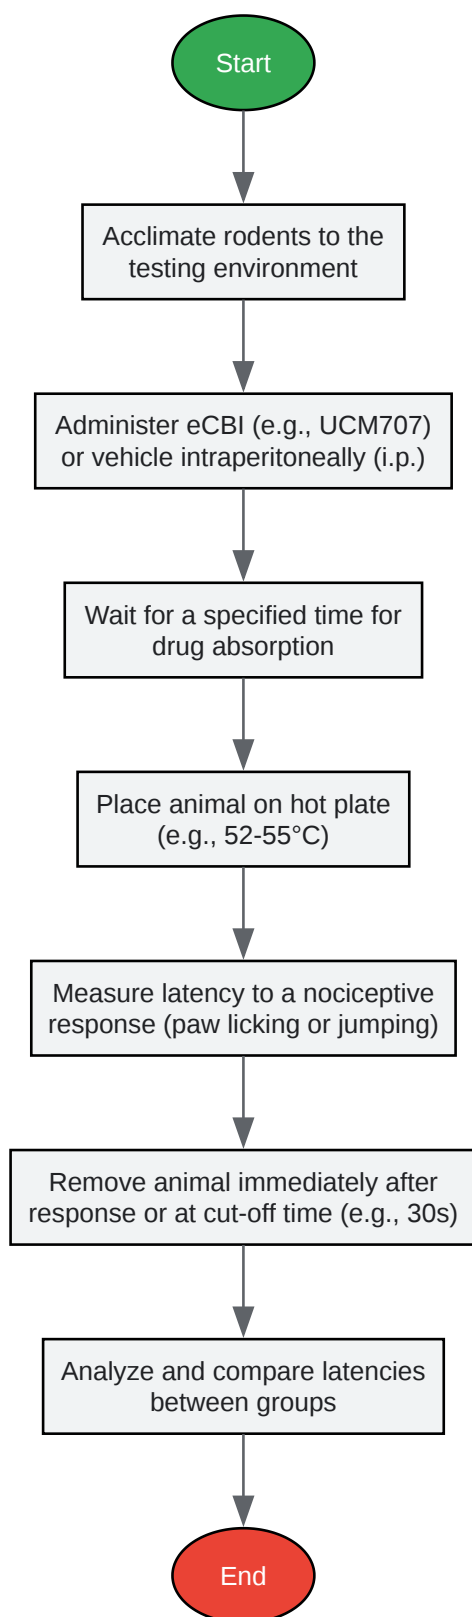 Start
Acclimate rodents to the
testing environment
Administer eCBI (e.g., UCM707)
or vehicle intraperitoneally (i.p.)
Wait for a specified time for
drug absorption
Place animal on hot plate
(e.g., 52-55°C)
Measure latency to a nociceptive
response (paw licking or jumping)
Remove animal immediately after
response or at cut-off time (e.g., 30s)
Analyze and compare latencies
between groups
End